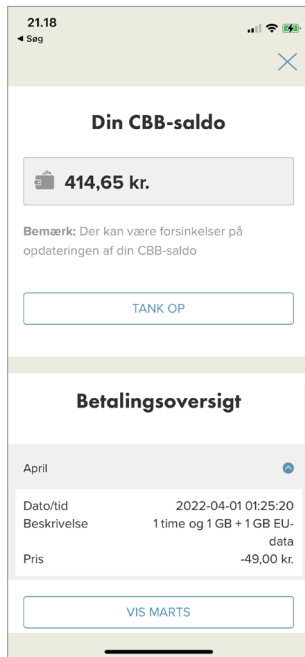 21.18
◀ Søg
Din CBB-saldo
414,65 kr.
Bemærk: Der kan være forsinkelser på
opdateringen af din CBB-saldo
TANK OP
Betalingsoversigt
April
Dato/tid 2022-04-01 01:25:20
Beskrivelse 1 time og 1 GB + 1 GB EU-
data
Pris -49,00 kr.
VIS MARTS